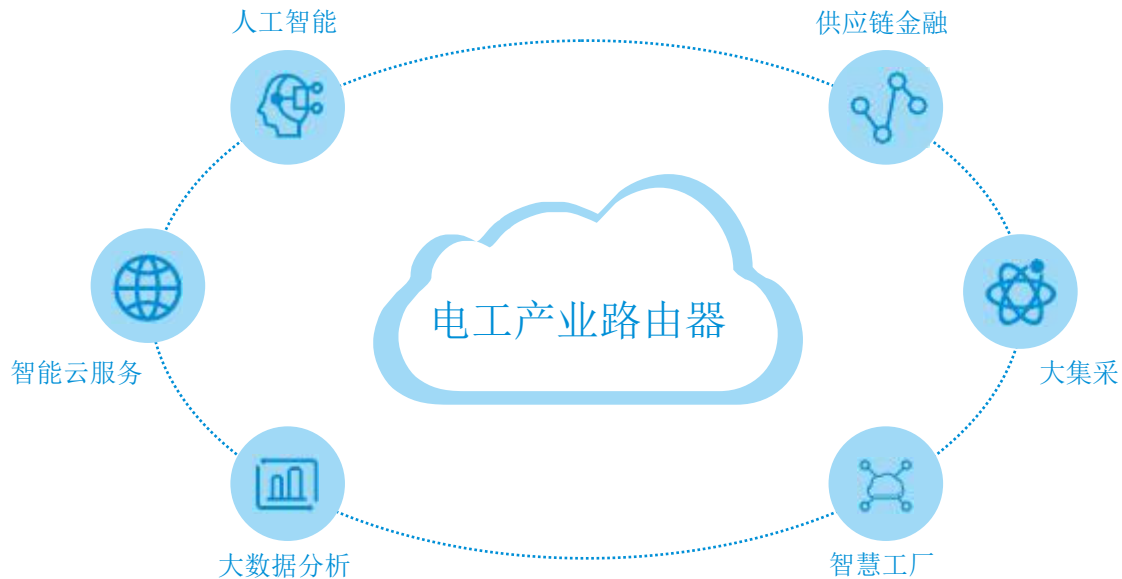 人工智能
供应链金融
电工产业路由器
智能云服务
大集采
大数据分析
智慧工厂